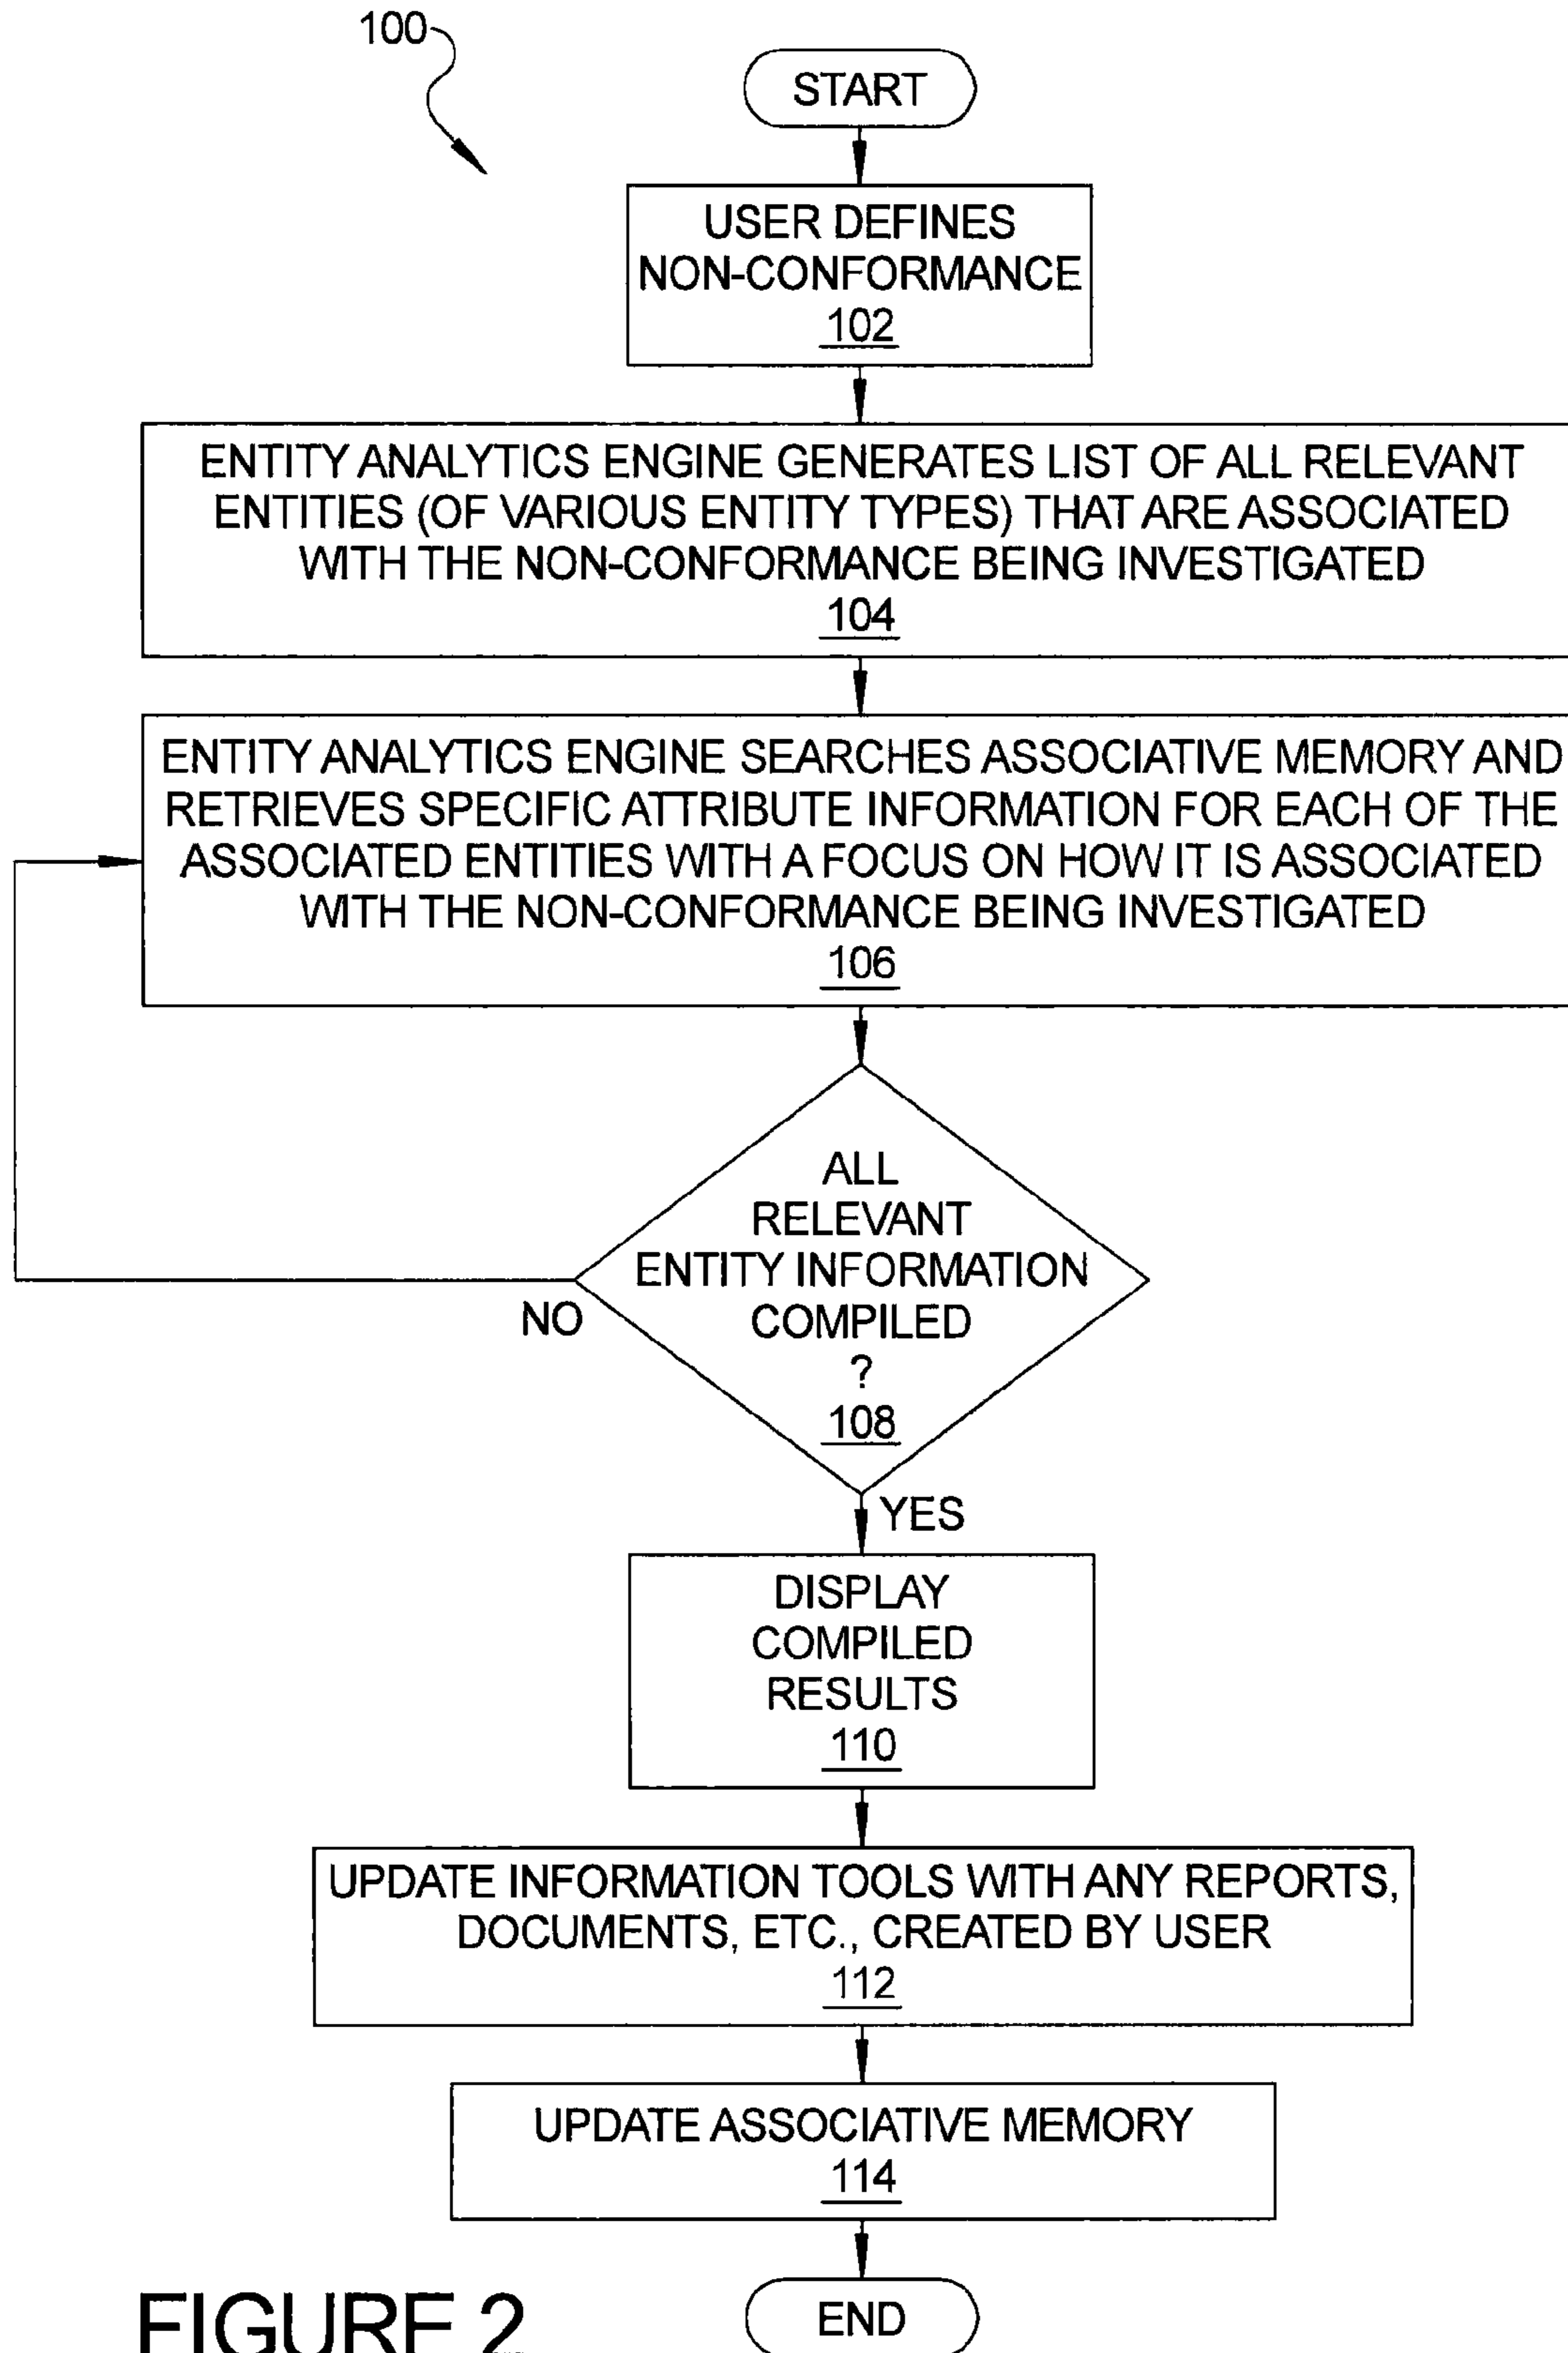 100
START
USER DEFINES
NON-CONFORMANCE
102
ENTITY ANALYTICS ENGINE GENERATES LIST OF ALL RELEVANT
ENTITIES (OF VARIOUS ENTITY TYPES) THAT ARE ASSOCIATED
WITH THE NON-CONFORMANCE BEING INVESTIGATED
104
ENTITY ANALYTICS ENGINE SEARCHES ASSOCIATIVE MEMORY AND
RETRIEVES SPECIFIC ATTRIBUTE INFORMATION FOR EACH OF THE
ASSOCIATED ENTITIES WITH A FOCUS ON HOW IT IS ASSOCIATED
WITH THE NON-CONFORMANCE BEING INVESTIGATED
106
ALL
RELEVANT
ENTITY INFORMATION
COMPILED
?
108
NO
YES
DISPLAY
COMPILED
RESULTS
110
UPDATE INFORMATION TOOLS WITH ANY REPORTS,
DOCUMENTS, ETC., CREATED BY USER
112
UPDATE ASSOCIATIVE MEMORY
114
END
FIGURE 2